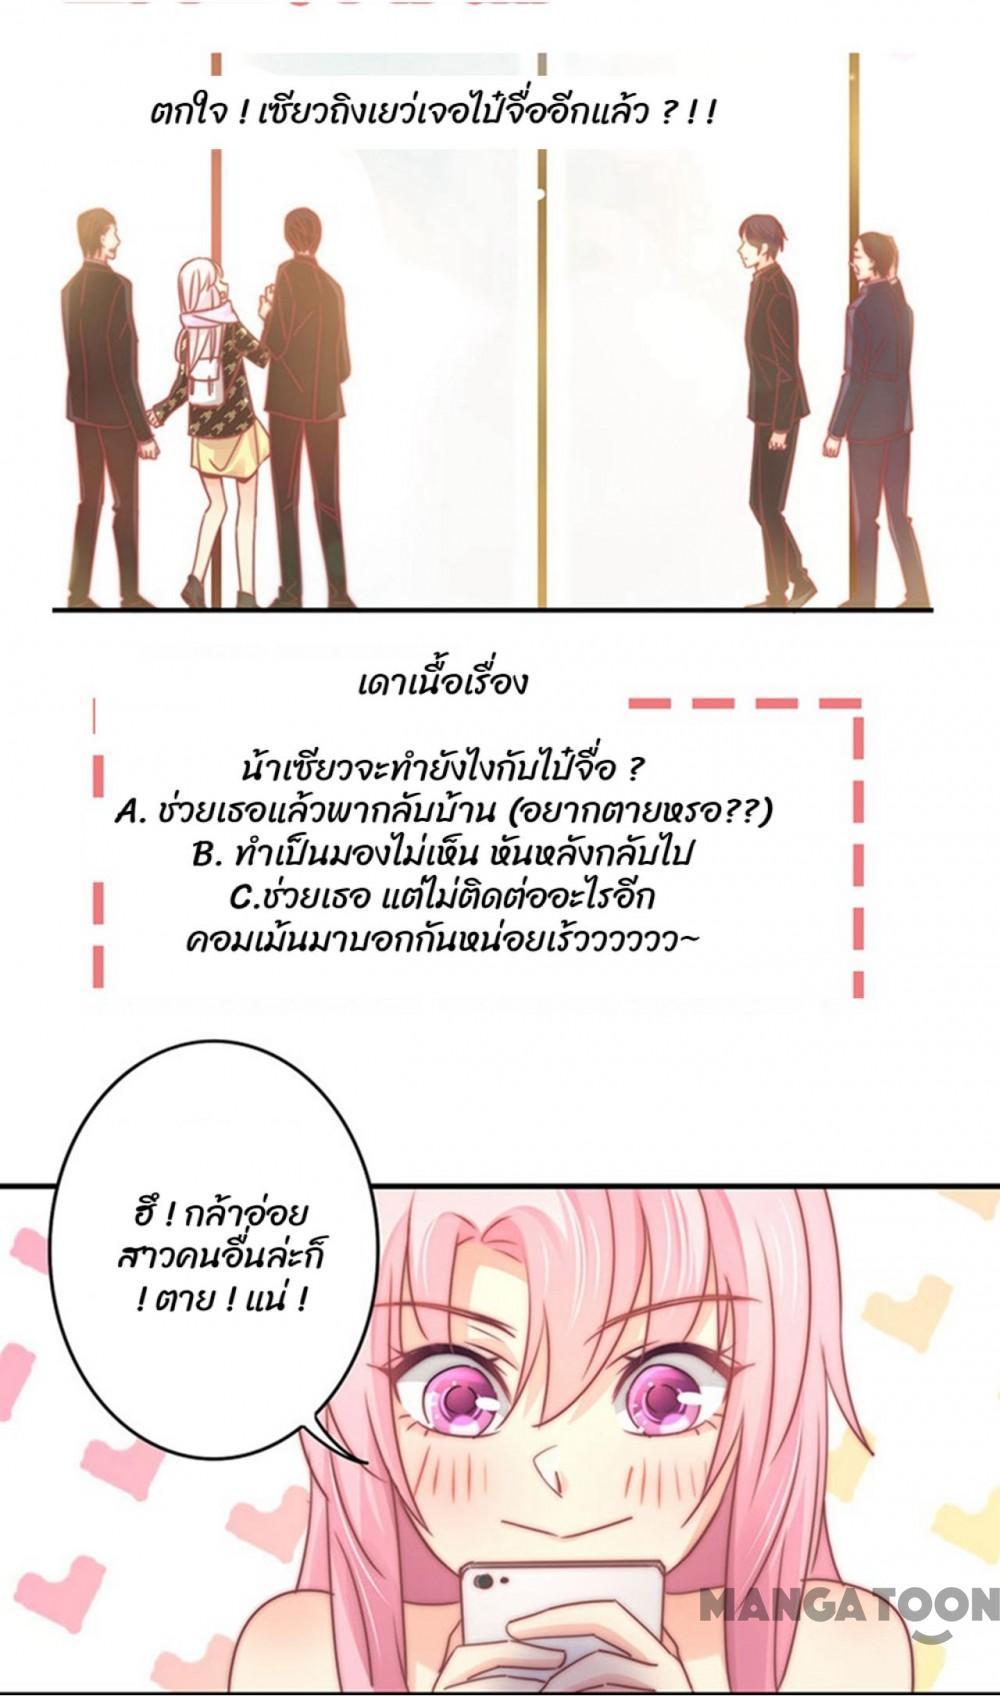 ตกใจ ! เซียวถิงเยว่เจอไป๋จื่ออีกแล้ว ? ! !
เดาเนื้อเรื่อง
น้าเซียวจะทำยังไงกับไป๋จื่อ ?
A. ช่วยเธอแล้วพากลับบ้าน (อยากตายหรอ??)
B. ทำเป็นมองไม่เห็น หันหลังกลับไป
C.ช่วยเธอ แต่ไม่ติดต่ออะไรอีก
คอมเม้นมาบอกกันหน่อยเร้วววววว~
ฮึ ! กล้าอ่อย
สาวคนอื่นล่ะก็
! ตาย ! แน่ !
MANGATOON